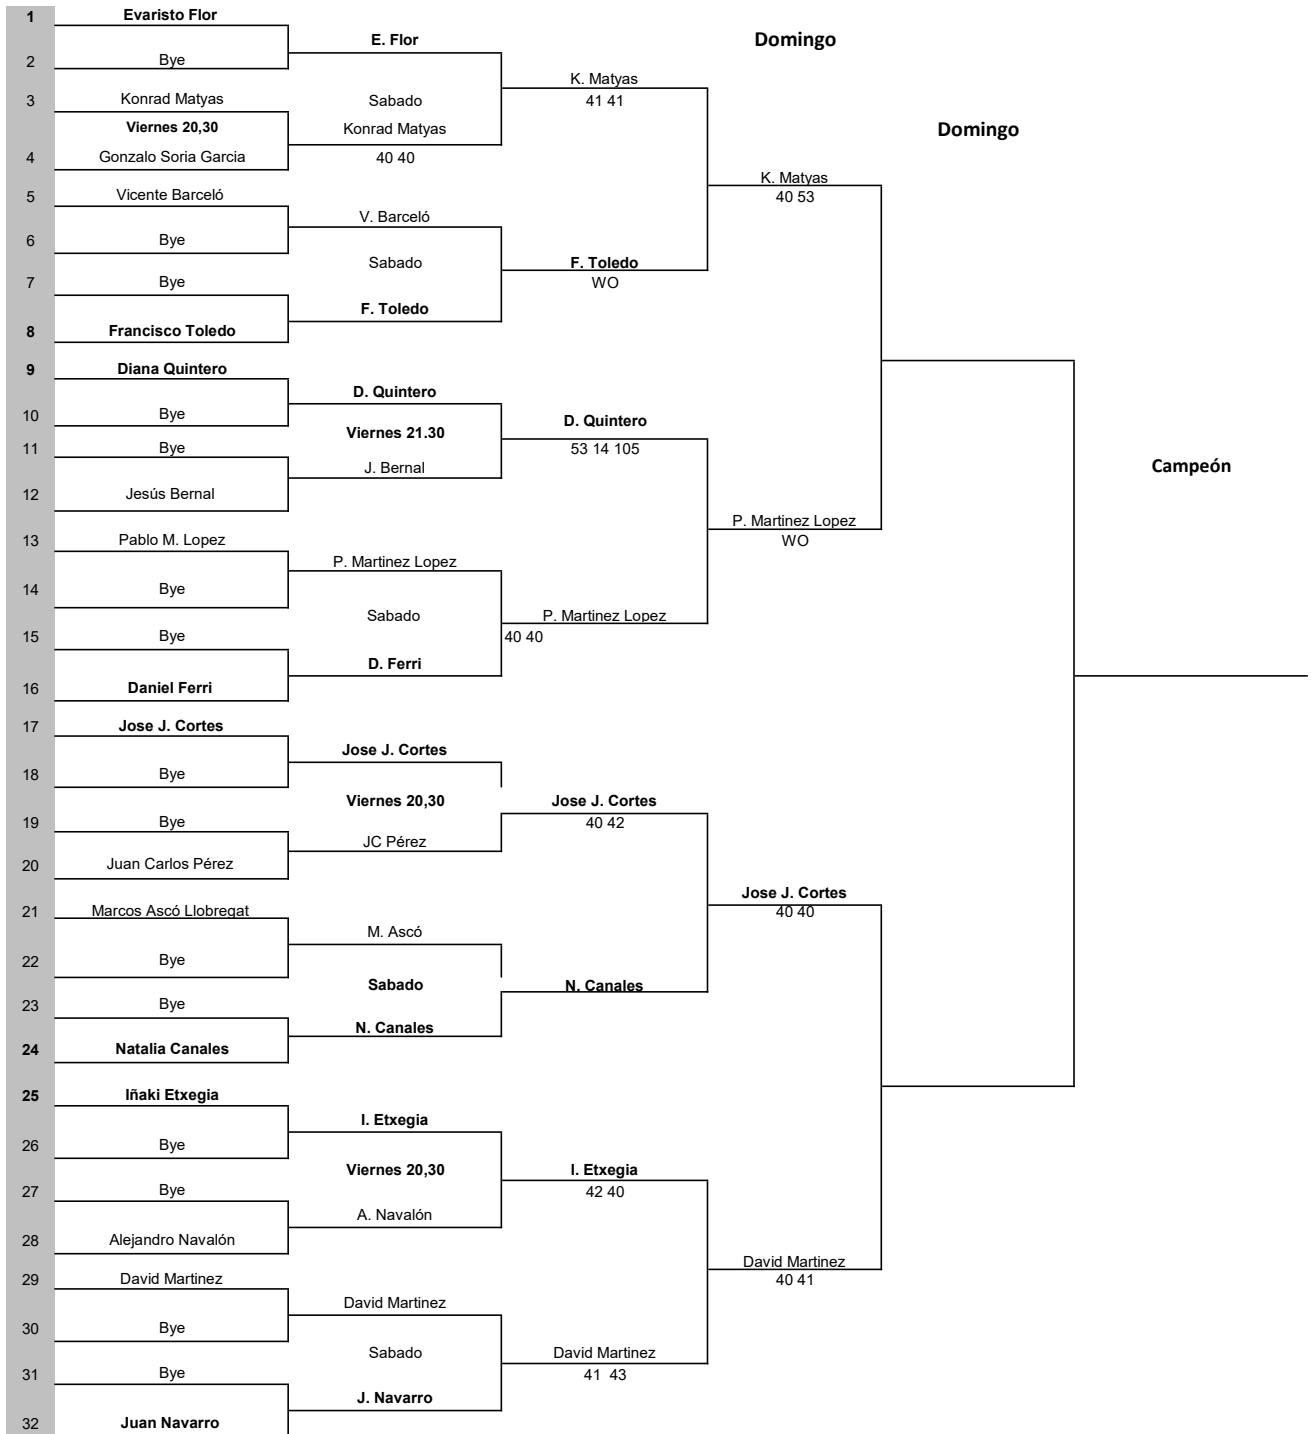 1 Evaristo Flor
E. Flor
Domingo
2 Bye
K. Matyas
3 Konrad Matyas
Sabado
41 41
Viernes 20,30
Konrad Matyas
Domingo
4 Gonzalo Soria Garcia
40 40
K. Matyas
5 Vicente Barceló
40 53
V. Barceló
6 Bye
Sabado
F. Toledo
7 Bye
WO
F. Toledo
8 Francisco Toledo
9 Diana Quintero
D. Quintero
10 Bye
D. Quintero
Viernes 21.30
11 Bye
53 14 105
J. Bernal
Campeón
12 Jesús Bernal
P. Martinez Lopez
13 Pablo M. Lopez
WO
P. Martinez Lopez
14 Bye
Sabado
P. Martinez Lopez
15 Bye
40 40
D. Ferri
16 Daniel Ferri
17 Jose J. Cortes
Jose J. Cortes
18 Bye
Viernes 20,30
Jose J. Cortes
19 Bye
40 42
JC Pérez
20 Juan Carlos Pérez
Jose J. Cortes
21 Marcos Ascó Llobregat
40 40
M. Ascó
22 Bye
Sabado
N. Canales
23 Bye
N. Canales
24 Natalia Canales
25 Iñaki Etxegia
I. Etxegia
26 Bye
Viernes 20,30
I. Etxegia
27 Bye
42 40
A. Navalón
28 Alejandro Navalón
David Martinez
29 David Martinez
40 41
David Martinez
30 Bye
Sabado
David Martinez
31 Bye
41 43
J. Navarro
32 Juan Navarro